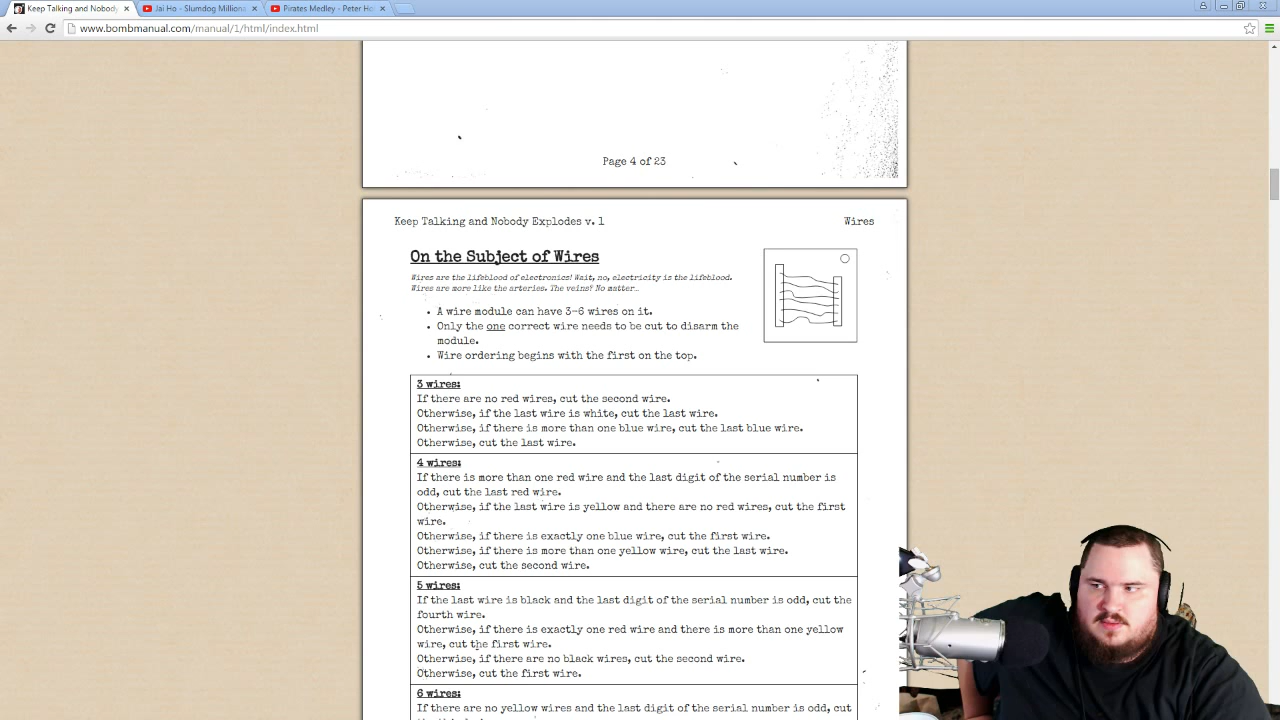 Keep Talking and Nobody
Jai Ho - Slumdog Milliona
Pirates Medley - Peter Ho
www.bombmanual.com/manual/1/html/index.html
Page 4 of 23
Keep Talking and Nobody Explodes v. 1
Wires
On the Subject of Wires
Wires are the lifeblood of electronics! Wait, no, electricity is the lifeblood.
Wires are more like the arteries. The veins? No matter…
• A wire module can have 3-6 wires on it.
• Only the one correct wire needs to be cut to disarm the
module.
• Wire ordering begins with the first on the top.
3 wires:
If there are no red wires, cut the second wire.
Otherwise, if the last wire is white, cut the last wire.
Otherwise, if there is more than one blue wire, cut the last blue wire.
Otherwise, cut the last wire.
4 wires:
If there is more than one red wire and the last digit of the serial number is
odd, cut the last red wire.
Otherwise, if the last wire is yellow and there are no red wires, cut the first
wire.
Otherwise, if there is exactly one blue wire, cut the first wire.
Otherwise, if there is more than one yellow wire, cut the last wire.
Otherwise, cut the second wire.
5 wires:
If the last wire is black and the last digit of the serial number is odd, cut the
fourth wire.
Otherwise, if there is exactly one red wire and there is more than one yellow
wire, cut the first wire.
Otherwise, if there are no black wires, cut the second wire.
Otherwise, cut the first wire.
6 wires:
If there are no yellow wires and the last digit of the serial number is odd, cut